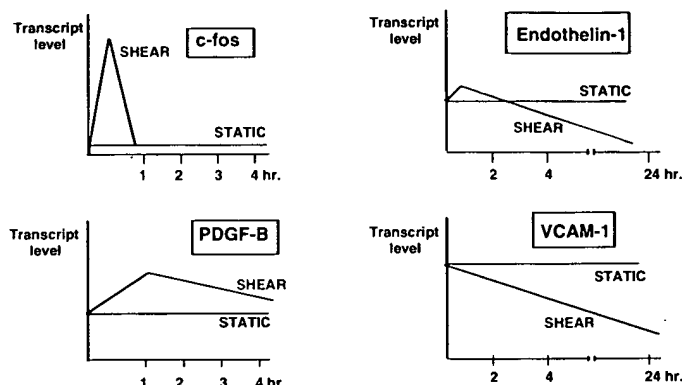 Transcript
level
c-fos
SHEAR
STATIC
1 2 3 4 hr.
Transcript
level
Endothelin-1
STATIC
SHEAR
2 4 24 hr.
Transcript
level
PDGF-B
SHEAR
STATIC
1 2 3 4 hr.
Transcript
level
VCAM-1
STATIC
SHEAR
2 4 24 hr.